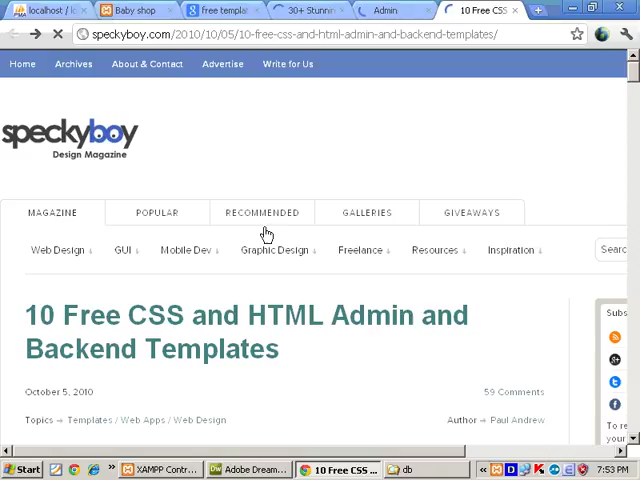 localhost / lo
Baby shop
free templat
30+ Stunnin
Admin
10 Free CSS
speckyboy.com/2010/10/05/10-free-css-and-html-admin-and-backend-templates/
Home Archives About & Contact Advertise Write for Us
speckyboy
Design Magazine
MAGAZINE POPULAR RECOMMENDED GALLERIES GIVEAWAYS
Web Design ↓ GUI ↓ Mobile Dev ↓ Graphic Design ↓ Freelance ↓ Resources ↓ Inspiration ↓ Searc
10 Free CSS and HTML Admin and
Backend Templates
October 5, 2010 59 Comments
Topics → Templates / Web Apps / Web Design Author → Paul Andrew
Subs
To re
Start XAMPP Contr... Adobe Dream... 10 Free CSS ... db 7:53 PM